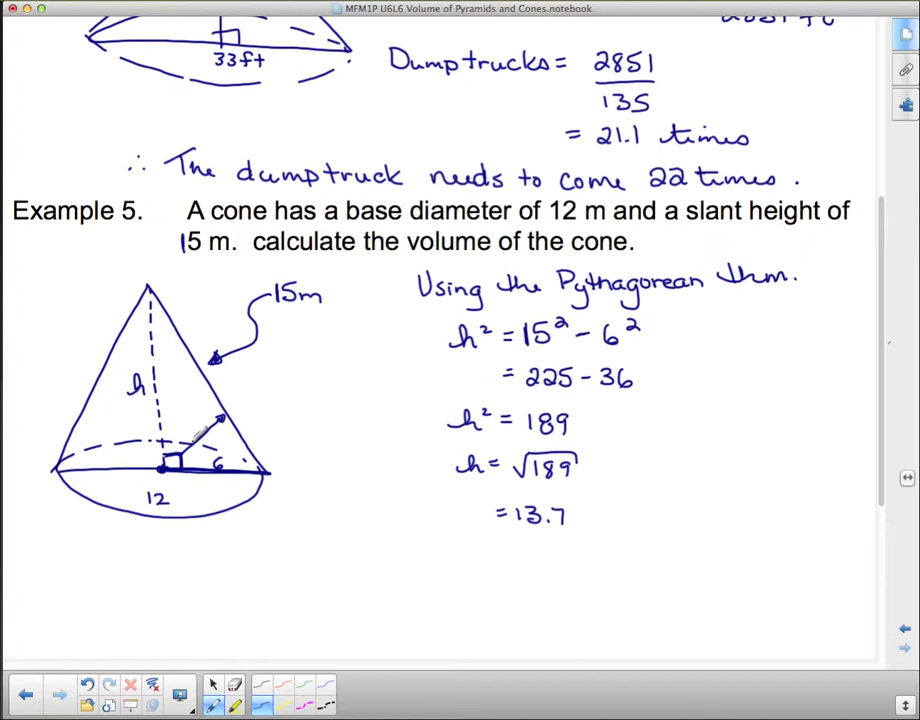 MFM1P U6L6 Volume of Pyramids and Cones.notebook
33ft
Dumptrucks = 2851
135
= 21.1 times
∴ The dumptruck needs to come 22 times.
Example 5. A cone has a base diameter of 12 m and a slant height of
15 m. calculate the volume of the cone.
15m
h
6
12
Using the Pythagorean thm.
h² = 15² - 6²
= 225 - 36
h² = 189
h = √189
= 13.7